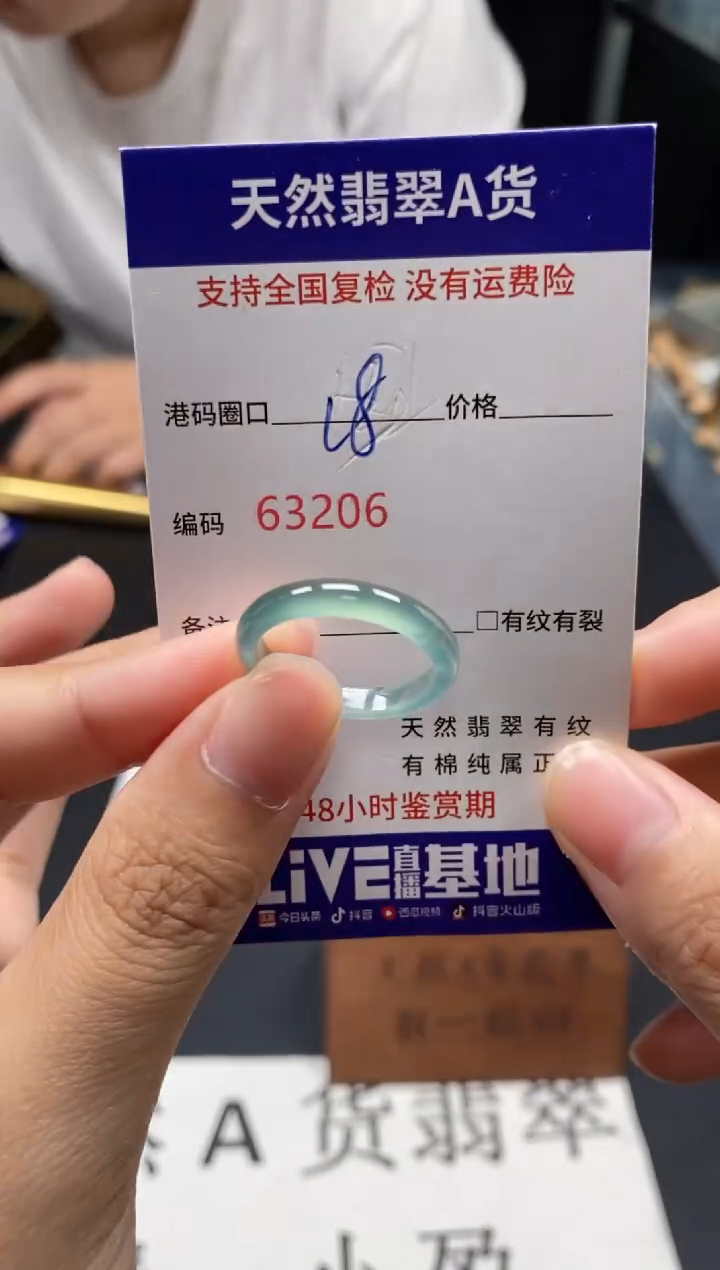 天然翡翠A货
支持全国复检 没有运费险
港码圈口 18 价格
编码 63206
备注 □有纹有裂
天然翡翠有纹
有棉纯属正
48小时鉴赏期
LiVE直播基地
今日头条 抖音 西瓜视频 抖音火山版
A货翡翠